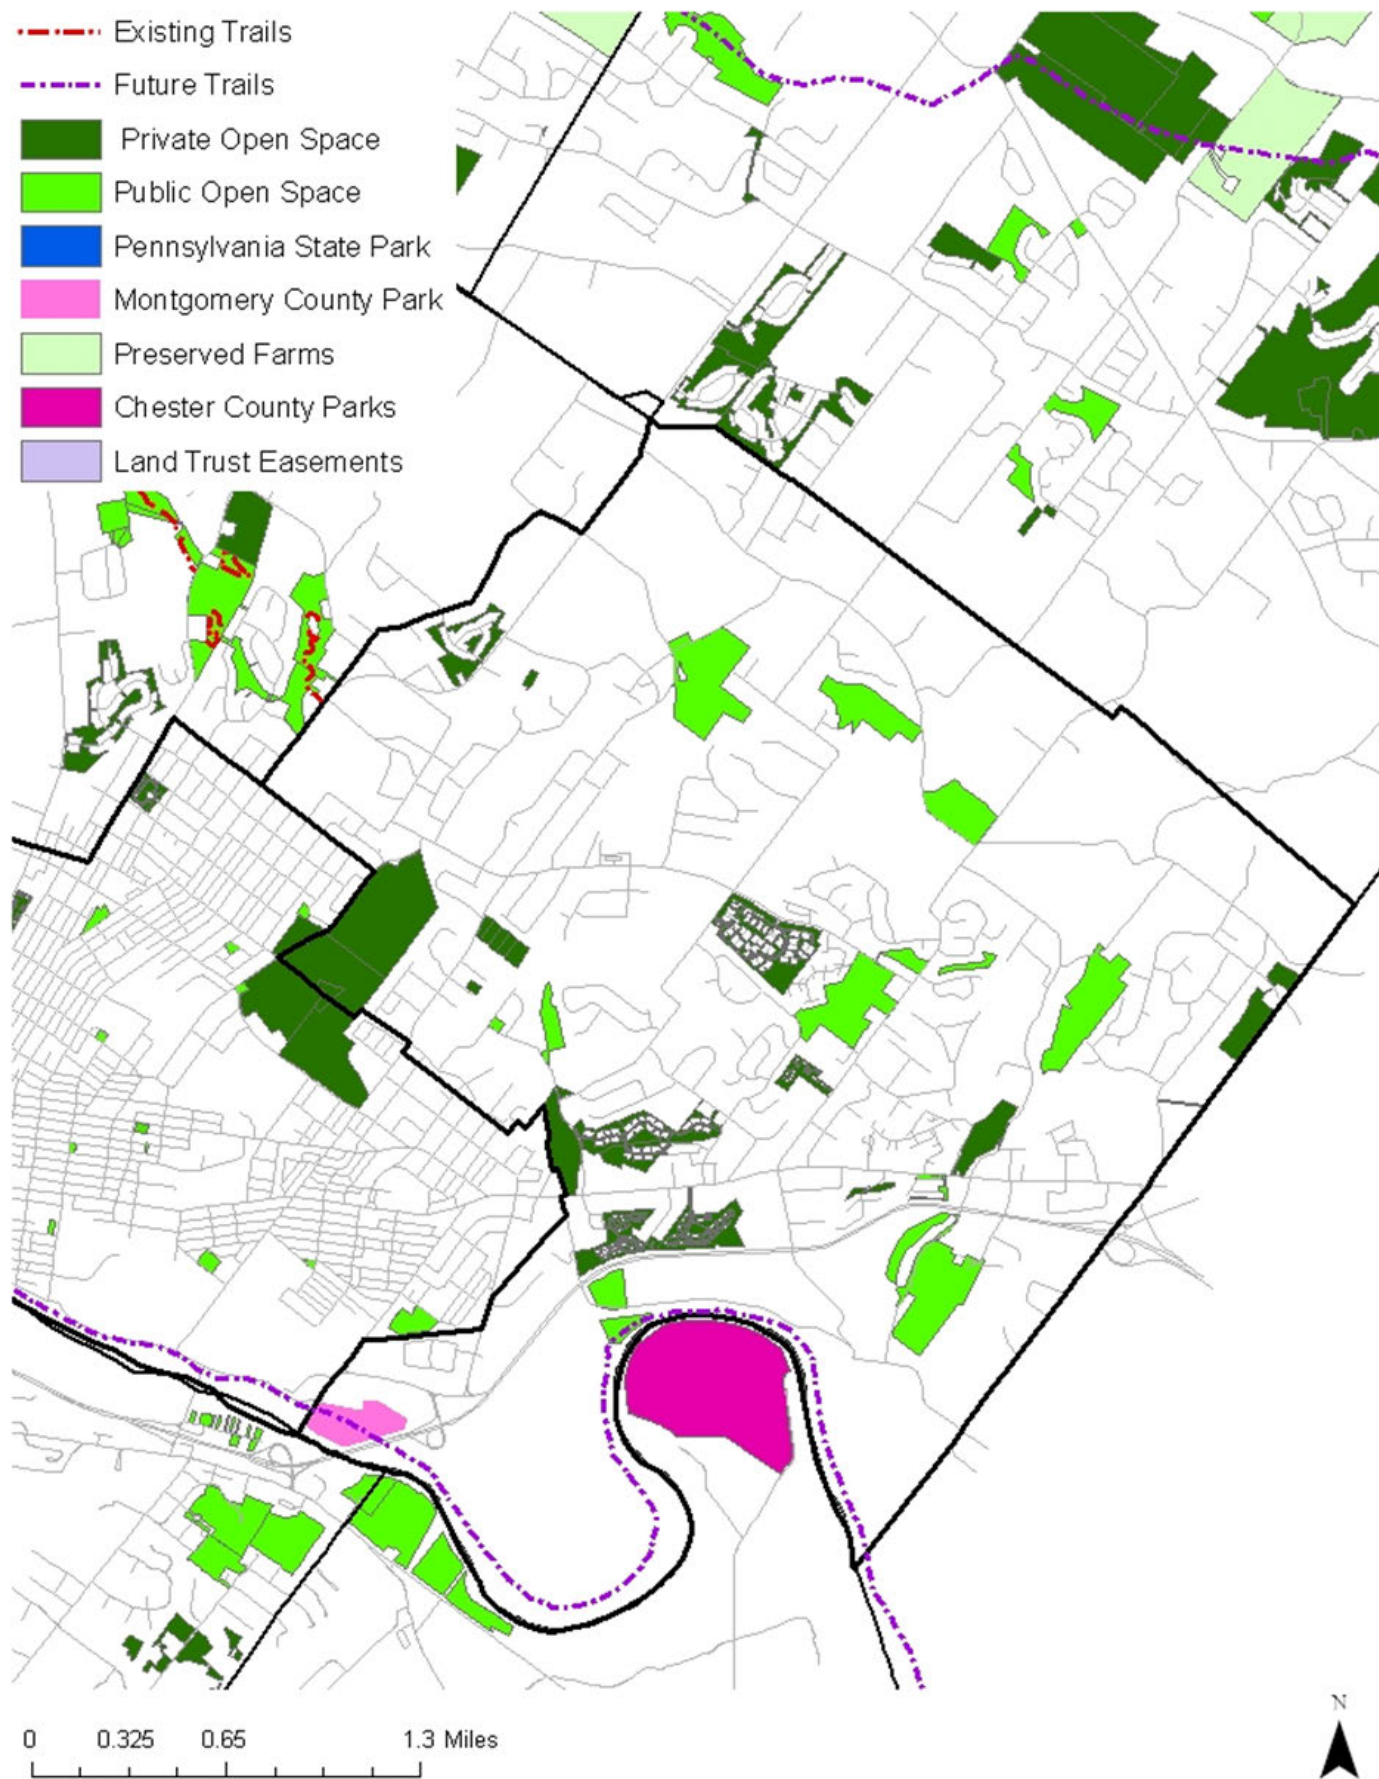 Existing Trails
Future Trails
Private Open Space
Public Open Space
Pennsylvania State Park
Montgomery County Park
Preserved Farms
Chester County Parks
Land Trust Easements
N
0 0.325 0.65 1.3 Miles